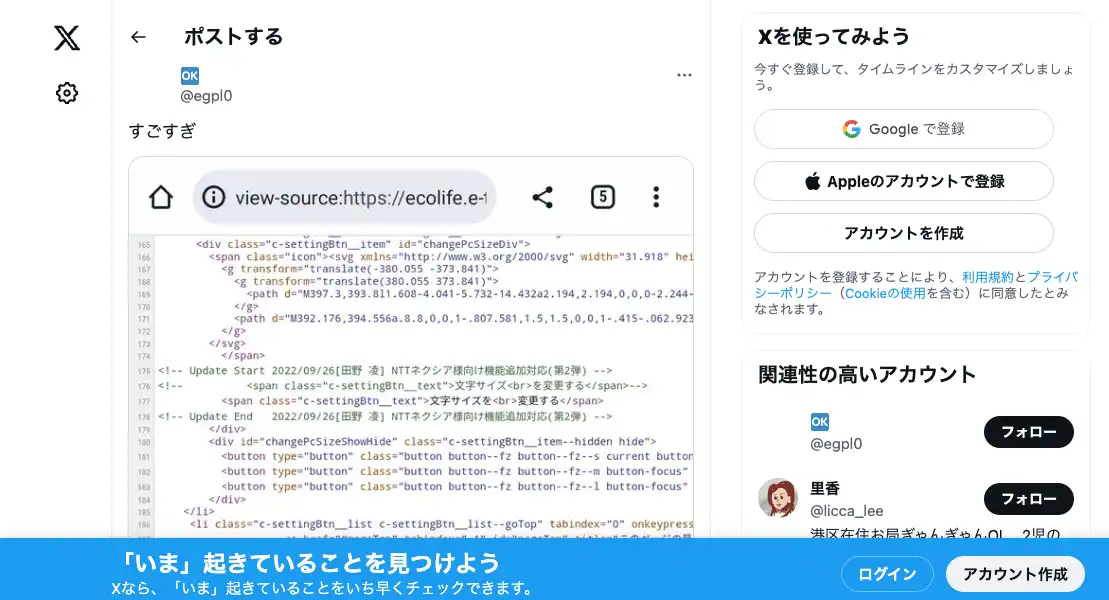 ポストする
OK
@egpl0
すごすぎ
view-source:https://ecolife.e-t
5
165 <div class="c-settingBtn__item" id="changePcSizeDiv">
166 <span class="icon"><svg xmlns="http://www.w3.org/2000/svg" width="31.918" hei
167 <g transform="translate(-380.055 -373.841)">
168 <g transform="translate(380.055 373.841)">
169 <path d="M397.3,393.8l1.608-4.041-5.732-14.432a2.194,2.194,0,0,0-2.244-
170 </g>
171 <path d="M392.176,394.556a.8.8,0,0,1-.807.581,1.5,1.5,0,0,1-.415-.062.923
172 </g>
173 </svg>
174 </span>
175 <!-- Update Start 2022/09/26[田野 凌] NTTネクシア様向け機能追加対応(第2弾) -->
176 <!-- <span class="c-settingBtn__text">文字サイズ<br>を変更する</span>-->
177 <span class="c-settingBtn__text">文字サイズを<br>変更する</span>
178 <!-- Update End 2022/09/26[田野 凌] NTTネクシア様向け機能追加対応(第2弾) -->
179 </div>
180 <div id="changePcSizeShowHide" class="c-settingBtn__item--hidden hide">
181 <button type="button" class="button button--fz button--fz--s current button
182 <button type="button" class="button button--fz button--fz--m button-focus"
183 <button type="button" class="button button--fz button--fz--l button-focus"
184 </div>
185 </li>
186 <li class="c-settingBtn__list c-settingBtn__list--goTop" tabindex="0" onkeypress
Xを使ってみよう
今すぐ登録して、タイムラインをカスタマイズしましょ
う。
Google で登録
Appleのアカウントで登録
アカウントを作成
アカウントを登録することにより、利用規約とプライバ
シーポリシー（Cookieの使用を含む）に同意したとみ
なされます。
関連性の高いアカウント
OK
@egpl0
フォロー
里香
@licca_lee
フォロー
港区在住お局ぎゃんぎゃんOL 2児の
「いま」起きていることを見つけよう
Xなら、「いま」起きていることをいち早くチェックできます。
ログイン
アカウント作成